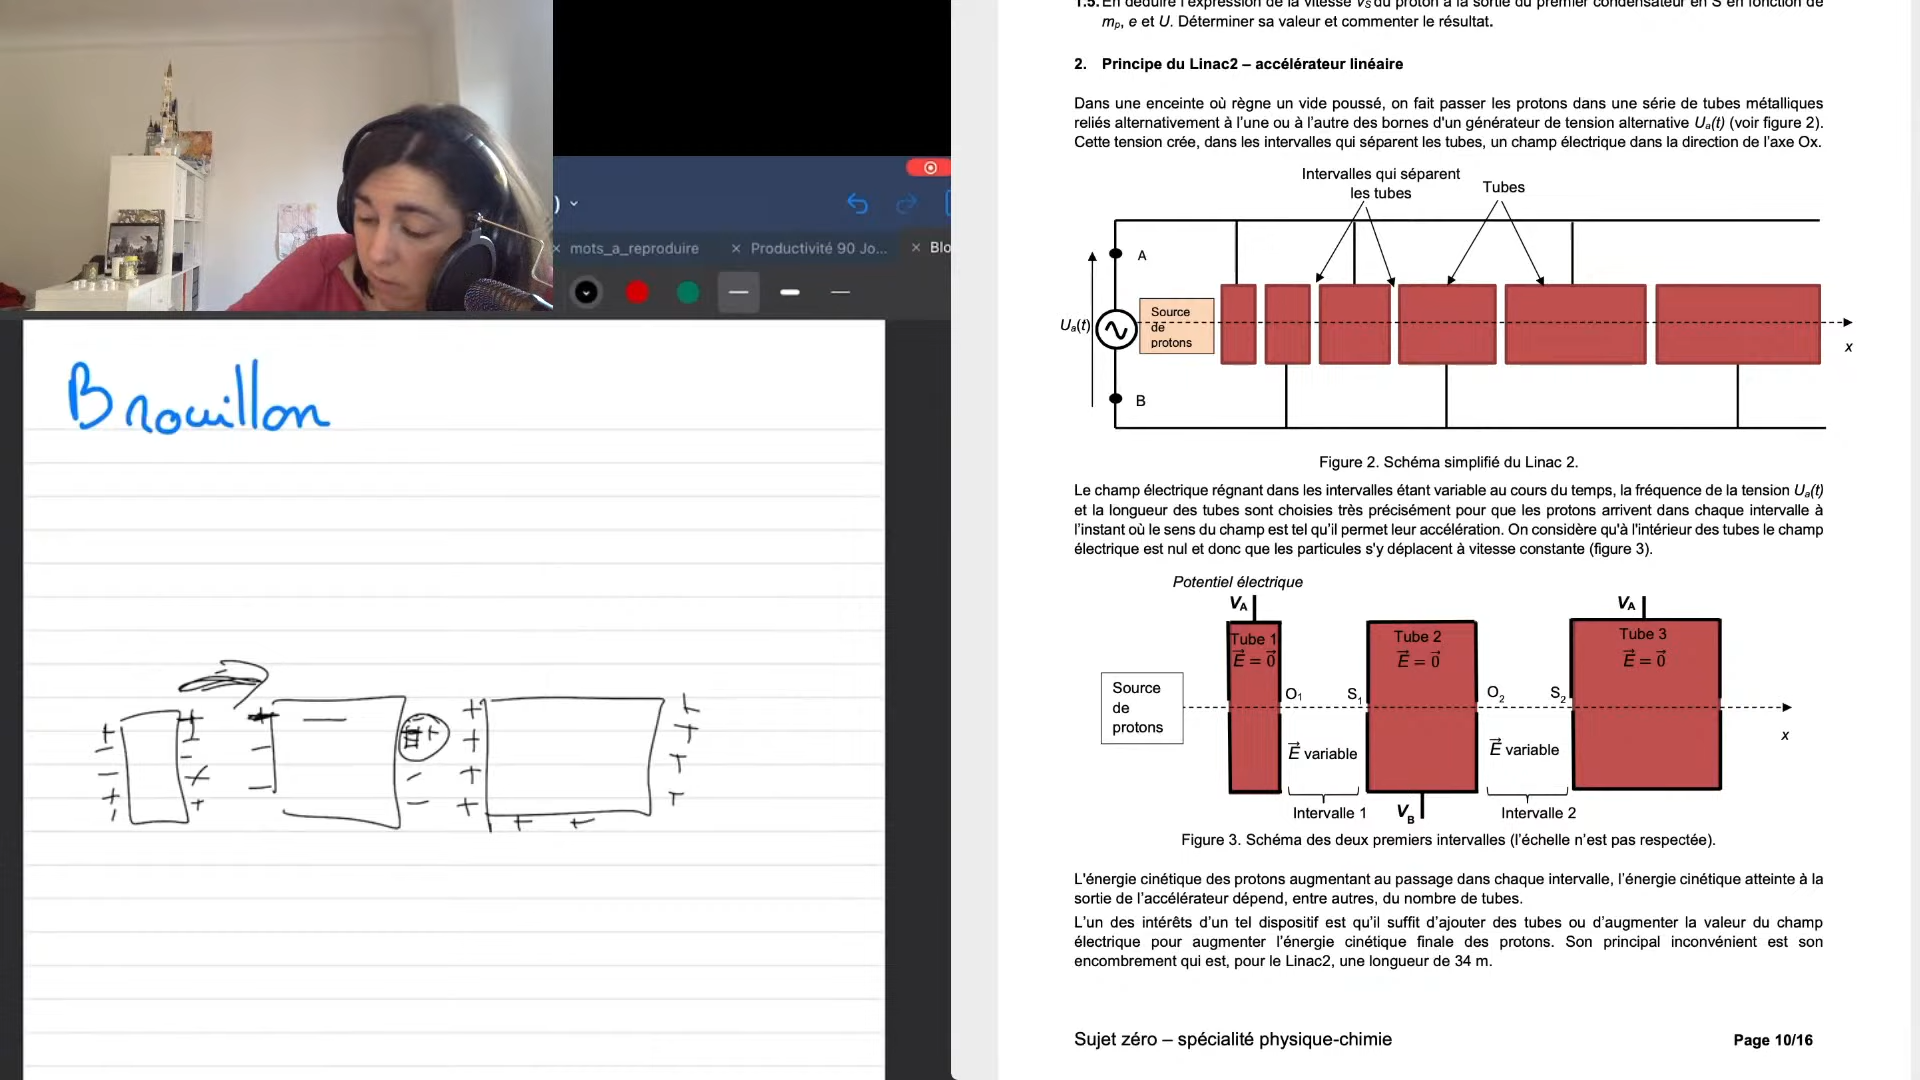 ) ⌄
× mots_a_reproduire × Productivité 90 Jo... × Blo
Brouillon
+ + + + +
1.5. En déduire l'expression de la vitesse vS du proton à la sortie du premier condensateur en S en fonction de
mp, e et U. Déterminer sa valeur et commenter le résultat.
2. Principe du Linac2 – accélérateur linéaire
Dans une enceinte où règne un vide poussé, on fait passer les protons dans une série de tubes métalliques
reliés alternativement à l'une ou à l'autre des bornes d'un générateur de tension alternative Ua(t) (voir figure 2).
Cette tension crée, dans les intervalles qui séparent les tubes, un champ électrique dans la direction de l'axe Ox.
Intervalles qui séparent
les tubes
Tubes
A
Ua(t)
Source
de
protons
x
B
Figure 2. Schéma simplifié du Linac 2.
Le champ électrique régnant dans les intervalles étant variable au cours du temps, la fréquence de la tension Ua(t)
et la longueur des tubes sont choisies très précisément pour que les protons arrivent dans chaque intervalle à
l'instant où le sens du champ est tel qu'il permet leur accélération. On considère qu'à l'intérieur des tubes le champ
électrique est nul et donc que les particules s'y déplacent à vitesse constante (figure 3).
Potentiel électrique
VA VA
Tube 1 Tube 2 Tube 3
E⃗ = 0⃗ E⃗ = 0⃗ E⃗ = 0⃗
Source
de
protons
O1 S1 O2 S2
x
E⃗ variable E⃗ variable
Intervalle 1 VB Intervalle 2
Figure 3. Schéma des deux premiers intervalles (l'échelle n'est pas respectée).
L'énergie cinétique des protons augmentant au passage dans chaque intervalle, l'énergie cinétique atteinte à la
sortie de l'accélérateur dépend, entre autres, du nombre de tubes.
L'un des intérêts d'un tel dispositif est qu'il suffit d'ajouter des tubes ou d'augmenter la valeur du champ
électrique pour augmenter l'énergie cinétique finale des protons. Son principal inconvénient est son
encombrement qui est, pour le Linac2, une longueur de 34 m.
Sujet zéro – spécialité physique-chimie Page 10/16